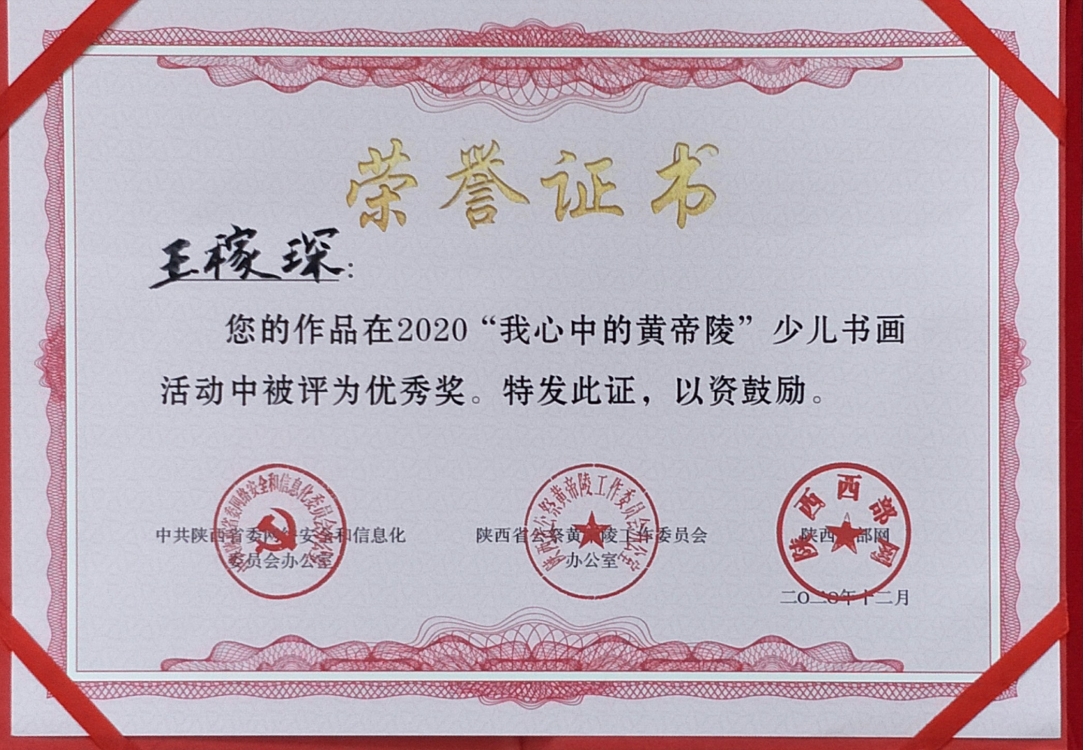 荣誉证书
王稼琛：
您的作品在2020“我心中的黄帝陵”少儿书画
活动中被评为优秀奖。特发此证，以资鼓励。
中共陕西省委网络安全和信息化
委员会办公室
陕西省公祭黄帝陵工作委员会
办公室
陕西西部网
陕西西部网
二〇二〇年十二月